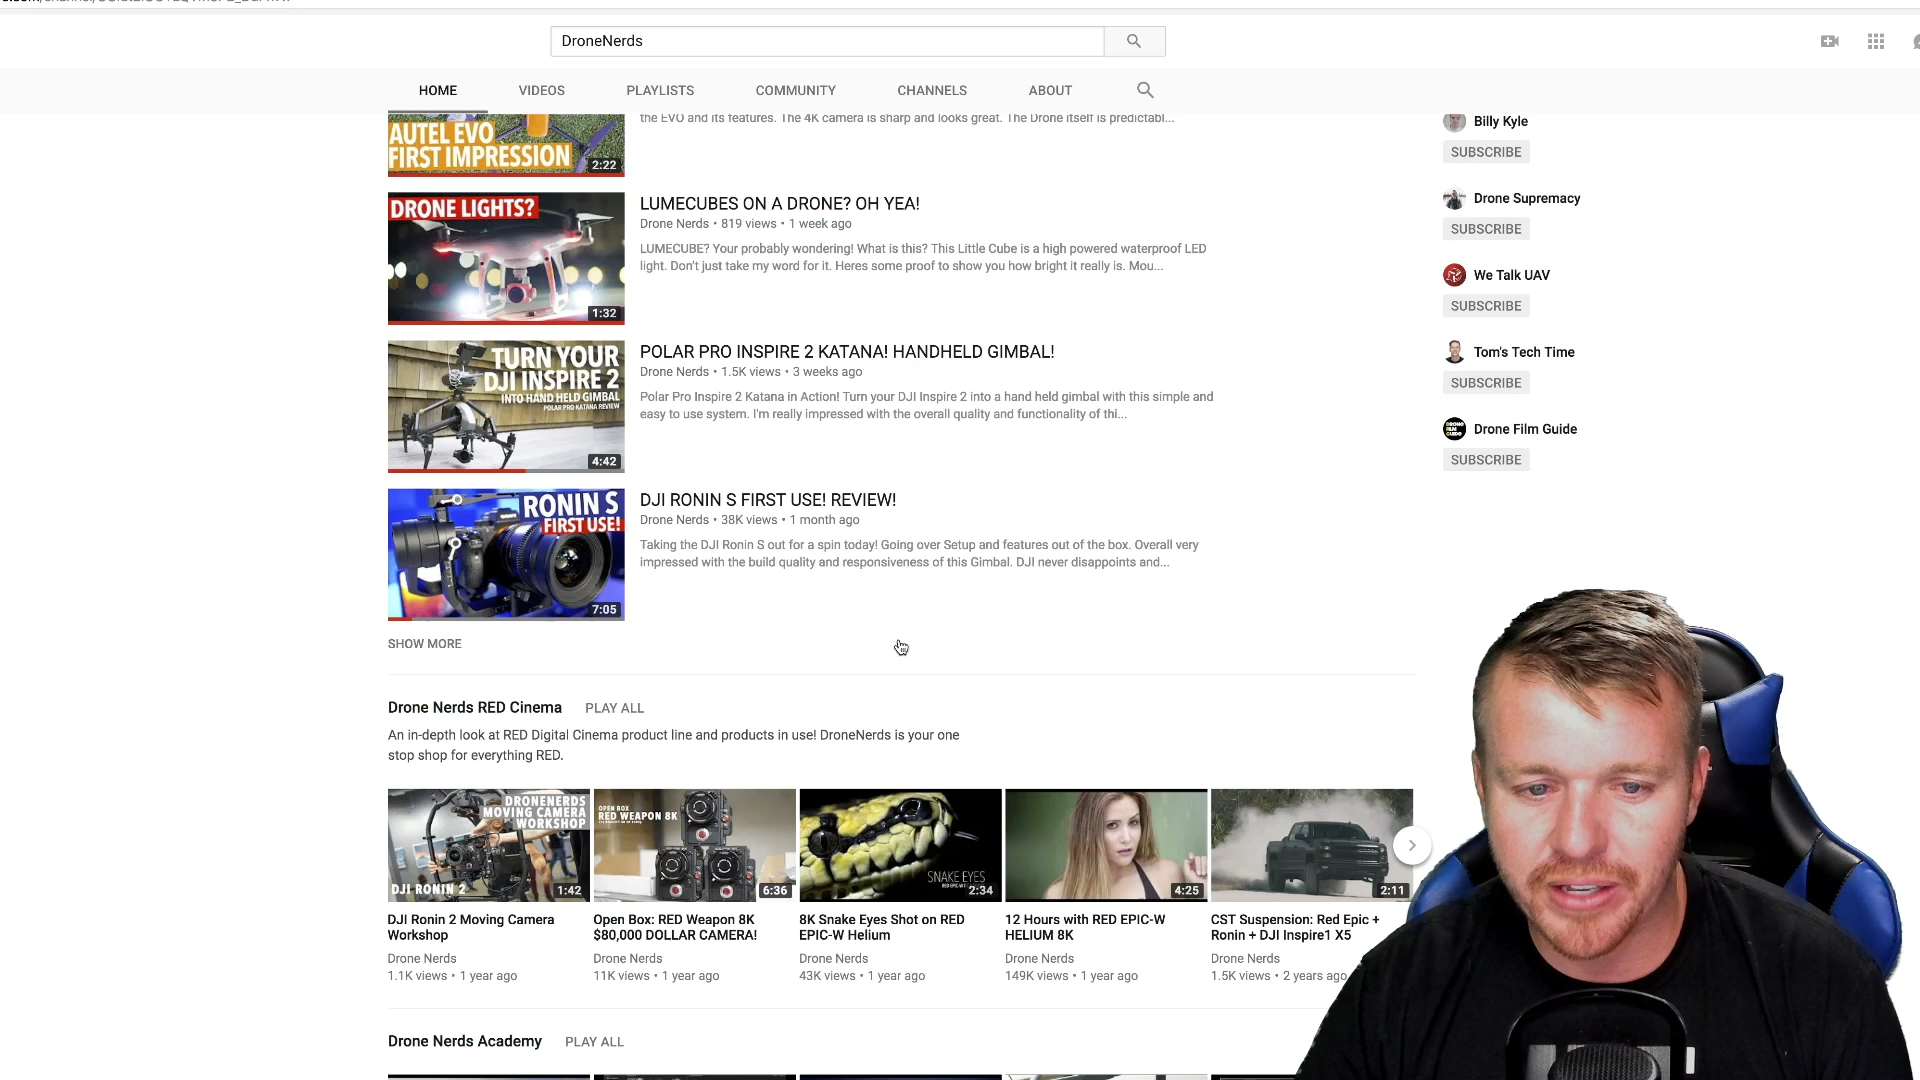 DroneNerds
HOME VIDEOS PLAYLISTS COMMUNITY CHANNELS ABOUT
the EVO and its features. The 4K camera is sharp and looks great. The Drone itself is predictabl...
AUTEL EVO
FIRST IMPRESSION
2:22
Billy Kyle
SUBSCRIBE
DRONE LIGHTS?
1:32
LUMECUBES ON A DRONE? OH YEA!
Drone Nerds • 819 views • 1 week ago
LUMECUBE? Your probably wondering! What is this? This Little Cube is a high powered waterproof LED
light. Don't just take my word for it. Heres some proof to show you how bright it really is. Mou...
Drone Supremacy
SUBSCRIBE
We Talk UAV
SUBSCRIBE
TURN YOUR
DJI INSPIRE 2
INTO HAND HELD GIMBAL
POLAR PRO KATANA REVIEW
4:42
POLAR PRO INSPIRE 2 KATANA! HANDHELD GIMBAL!
Drone Nerds • 1.5K views • 3 weeks ago
Polar Pro Inspire 2 Katana in Action! Turn your DJI Inspire 2 into a hand held gimbal with this simple and
easy to use system. I'm really impressed with the overall quality and functionality of thi...
Tom's Tech Time
SUBSCRIBE
DRONE
FILM
GUIDE
Drone Film Guide
SUBSCRIBE
RONIN S
FIRST USE!
7:05
DJI RONIN S FIRST USE! REVIEW!
Drone Nerds • 38K views • 1 month ago
Taking the DJI Ronin S out for a spin today! Going over Setup and features out of the box. Overall very
impressed with the build quality and responsiveness of this Gimbal. DJI never disappoints and...
SHOW MORE
Drone Nerds RED Cinema PLAY ALL
An in-depth look at RED Digital Cinema product line and products in use! DroneNerds is your one
stop shop for everything RED.
DRONENERDS
MOVING CAMERA
WORKSHOP
DJI RONIN 2
1:42
DJI Ronin 2 Moving Camera
Workshop
Drone Nerds
1.1K views • 1 year ago
OPEN BOX
RED WEAPON 8K
6:36
Open Box: RED Weapon 8K
$80,000 DOLLAR CAMERA!
Drone Nerds
11K views • 1 year ago
SNAKE EYES
2:34
8K Snake Eyes Shot on RED
EPIC-W Helium
Drone Nerds
43K views • 1 year ago
4:25
12 Hours with RED EPIC-W
HELIUM 8K
Drone Nerds
149K views • 1 year ago
2:11
CST Suspension: Red Epic +
Ronin + DJI Inspire1 X5
Drone Nerds
1.5K views • 2 years ago
Drone Nerds Academy PLAY ALL